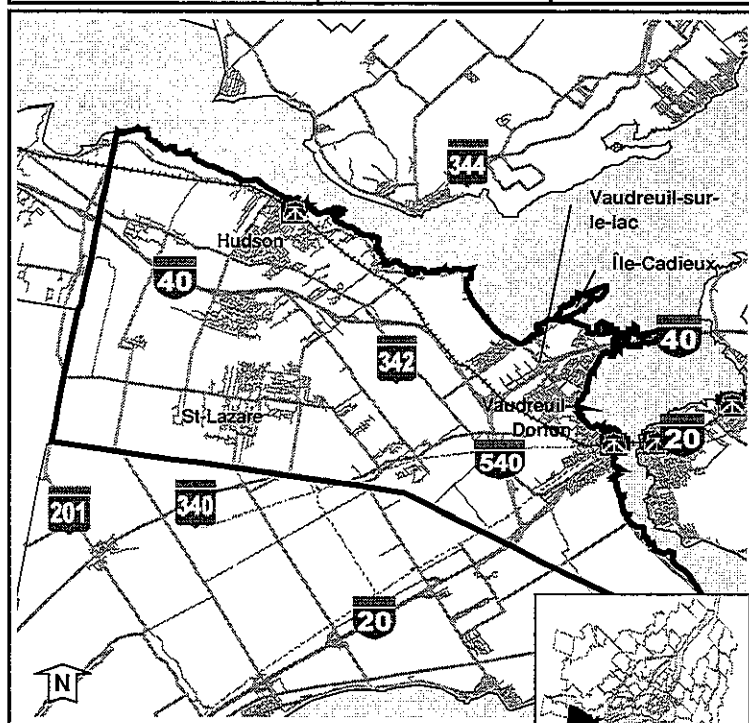 344
Vaudreuil-sur-
le-lac
Hudson
Île-Cadieux
40
40
342
St-Lazare
Vaudreuil-
Dorion
20
540
201
340
20
N